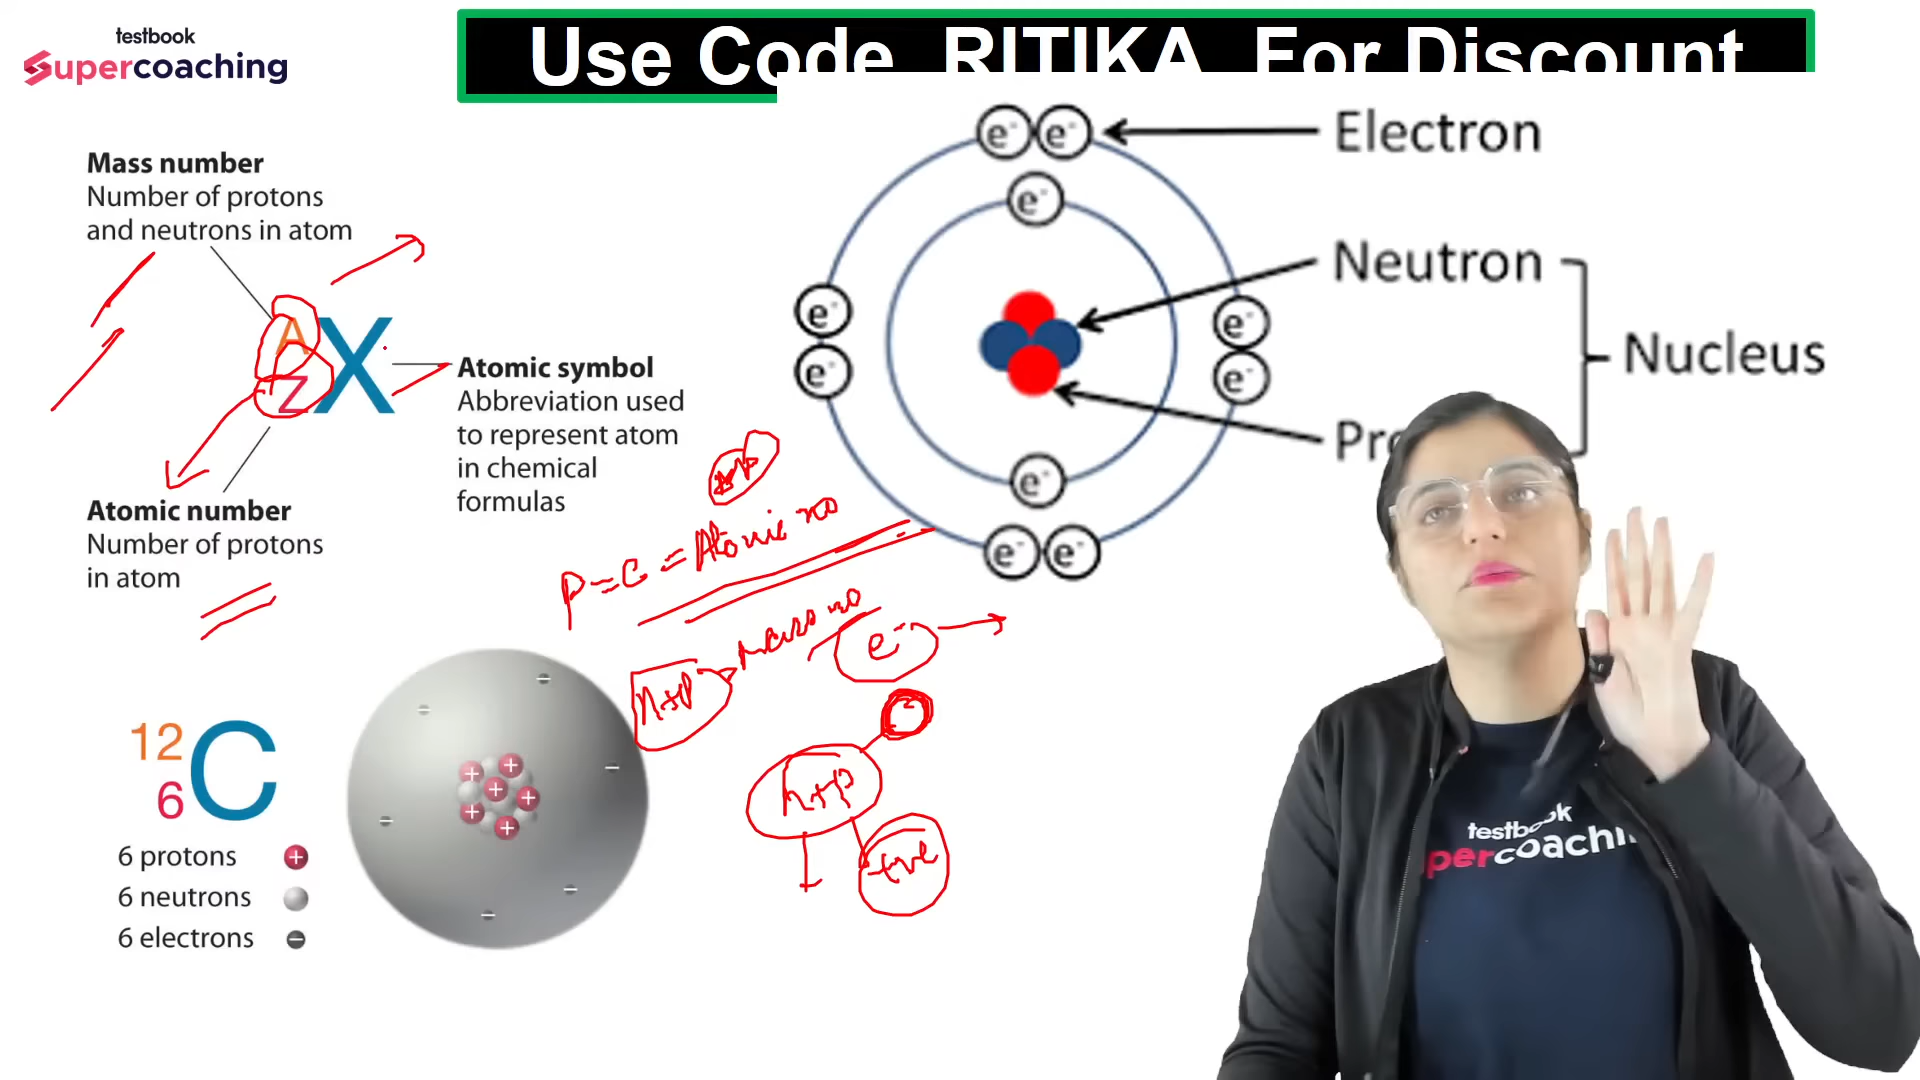 testbook
Supercoaching
Use Code RITIKA For Discount
Mass number
Number of protons
and neutrons in atom
A
Z
X
Atomic symbol
Abbreviation used
to represent atom
in chemical
formulas
Atomic number
Number of protons
in atom
12
6
C
6 protons +
6 neutrons
6 electrons −
e⁻ e⁻
e⁻
e⁻
e⁻
e⁻
e⁻
e⁻
e⁻ e⁻
Electron
Neutron
Nucleus
P = e = Atomic no
n+p
mass no
e⁻
n+p
+ve
testbook
percoachi